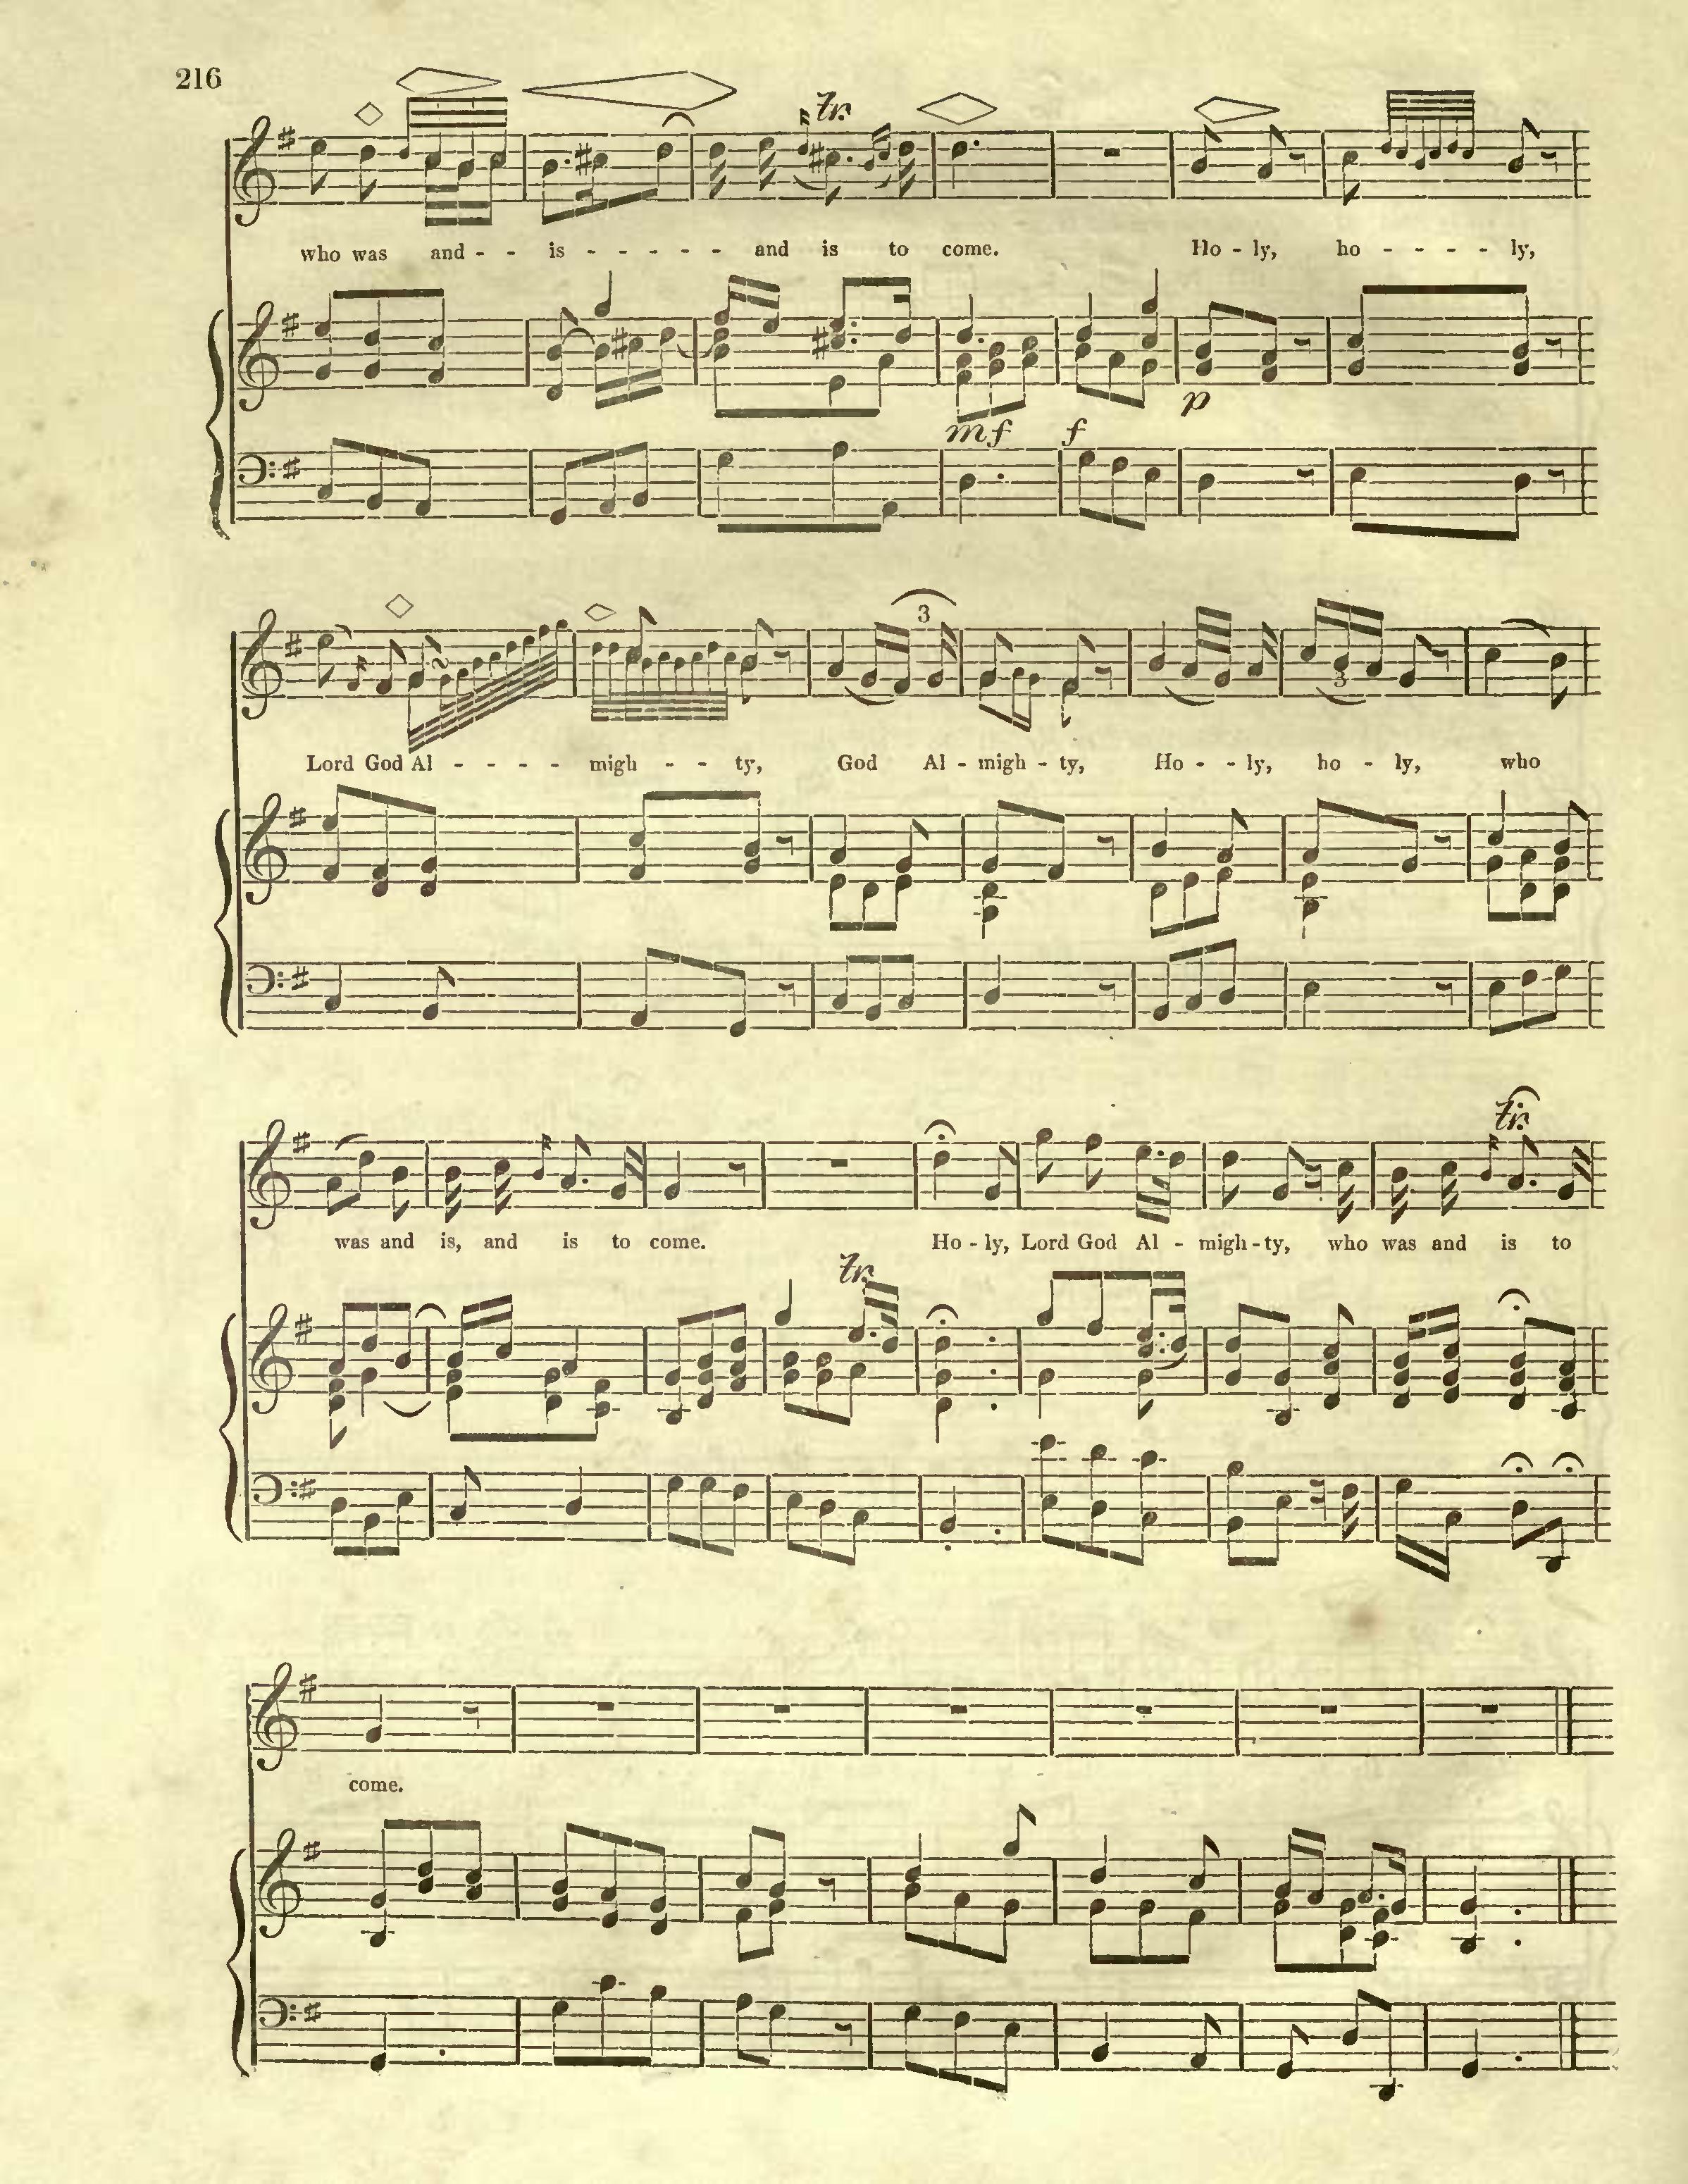 216
tr.
who was and - - is - - - - - - and is to come. Ho - ly, ho - - - - - ly,
p
mf f
3
Lord God Al - - - - migh - - ty, God Al - migh - ty, Ho - - ly, ho - ly, who
3
tr.
was and is, and is to come. Ho - ly, Lord God Al - migh - ty, who was and is to
tr.
come.